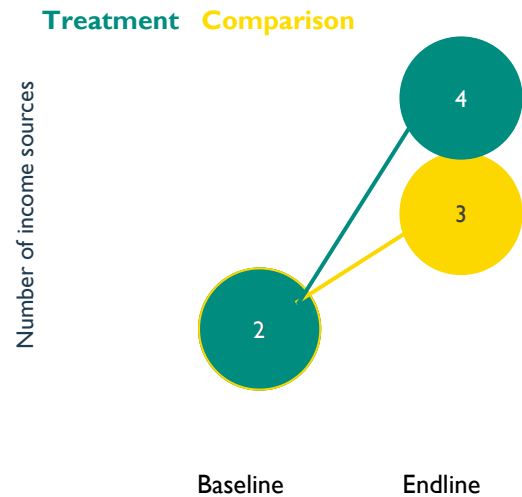 Treatment Comparison
Number of income sources
4
3
2
Baseline Endline